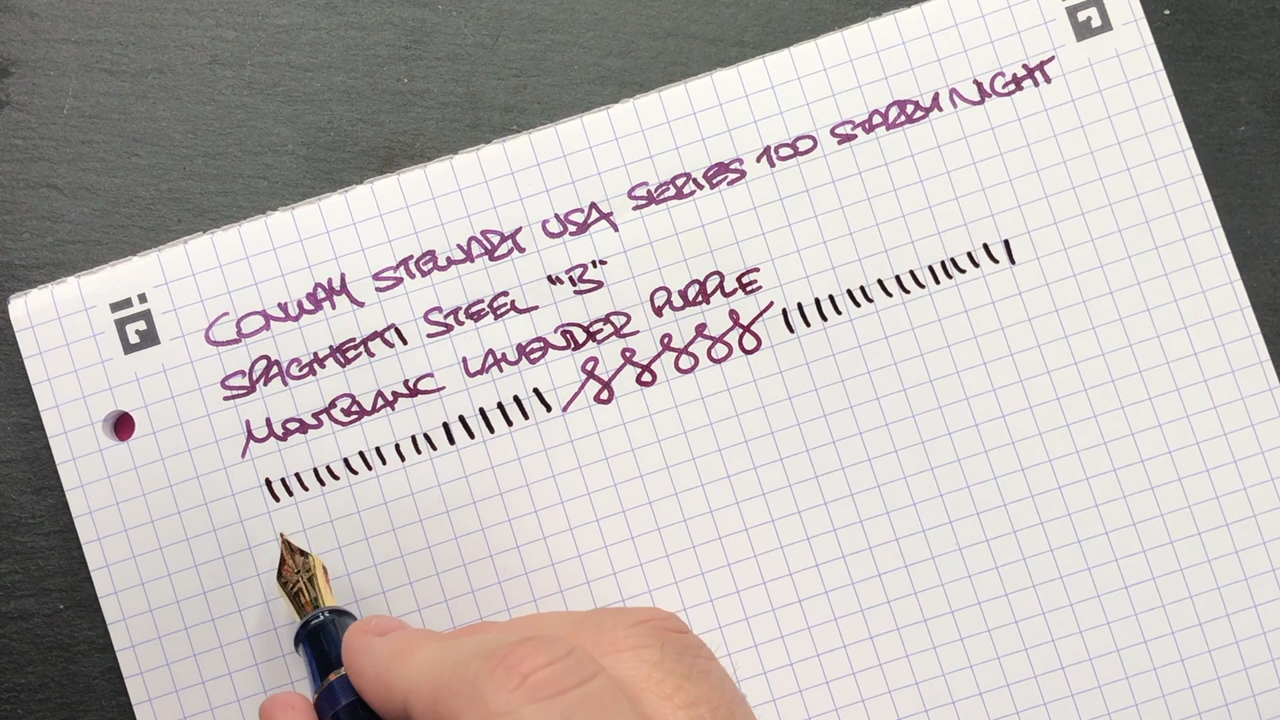 CONWAY STEWART USA SERIES 100 STARRY NIGHT
SPAGHETTI STEEL "B"
MONTBLANC LAVENDER PURPLE